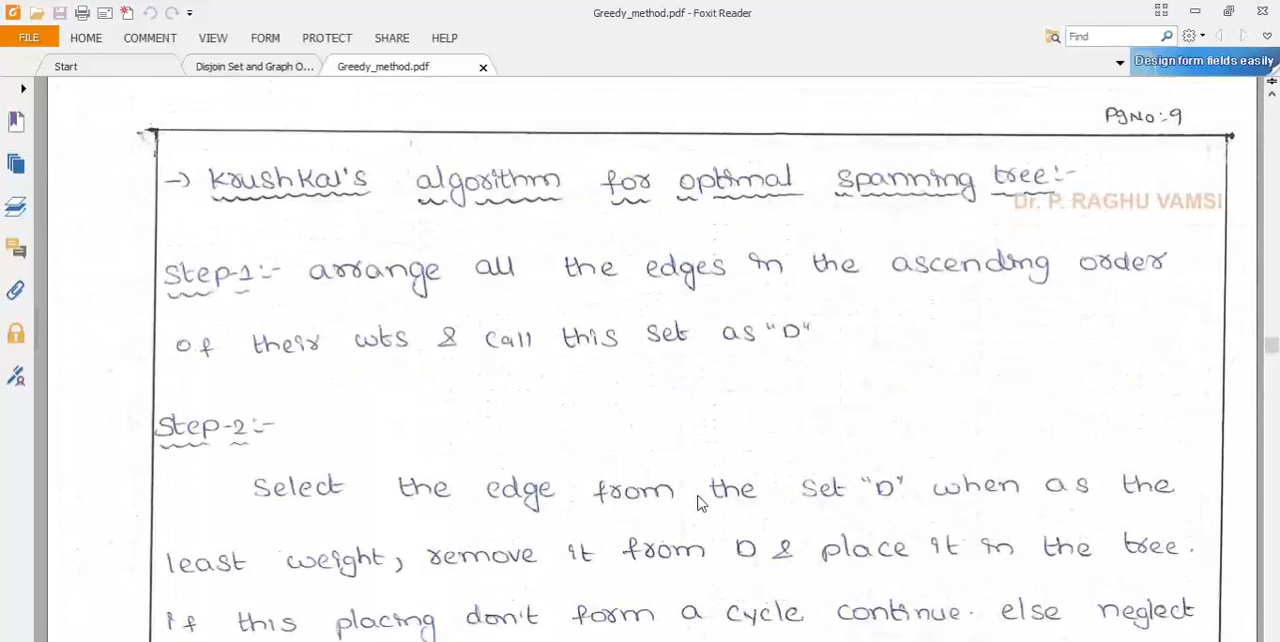 Greedy_method.pdf - Foxit Reader
FILE HOME COMMENT VIEW FORM PROTECT SHARE HELP
Find
Start Disjoin Set and Graph O... Greedy_method.pdf
Design form fields easily
PgNo:-9
→ Krushkal's algorithm for optimal spanning tree:-
Dr. P. RAGHU VAMSI
Step-1:- arrange all the edges in the ascending order
of their wts & call this set as "D"
Step-2:-
Select the edge from the set "D" when as the
least weight, remove it from D & place it in the tree.
if this placing don't form a cycle continue. else neglect